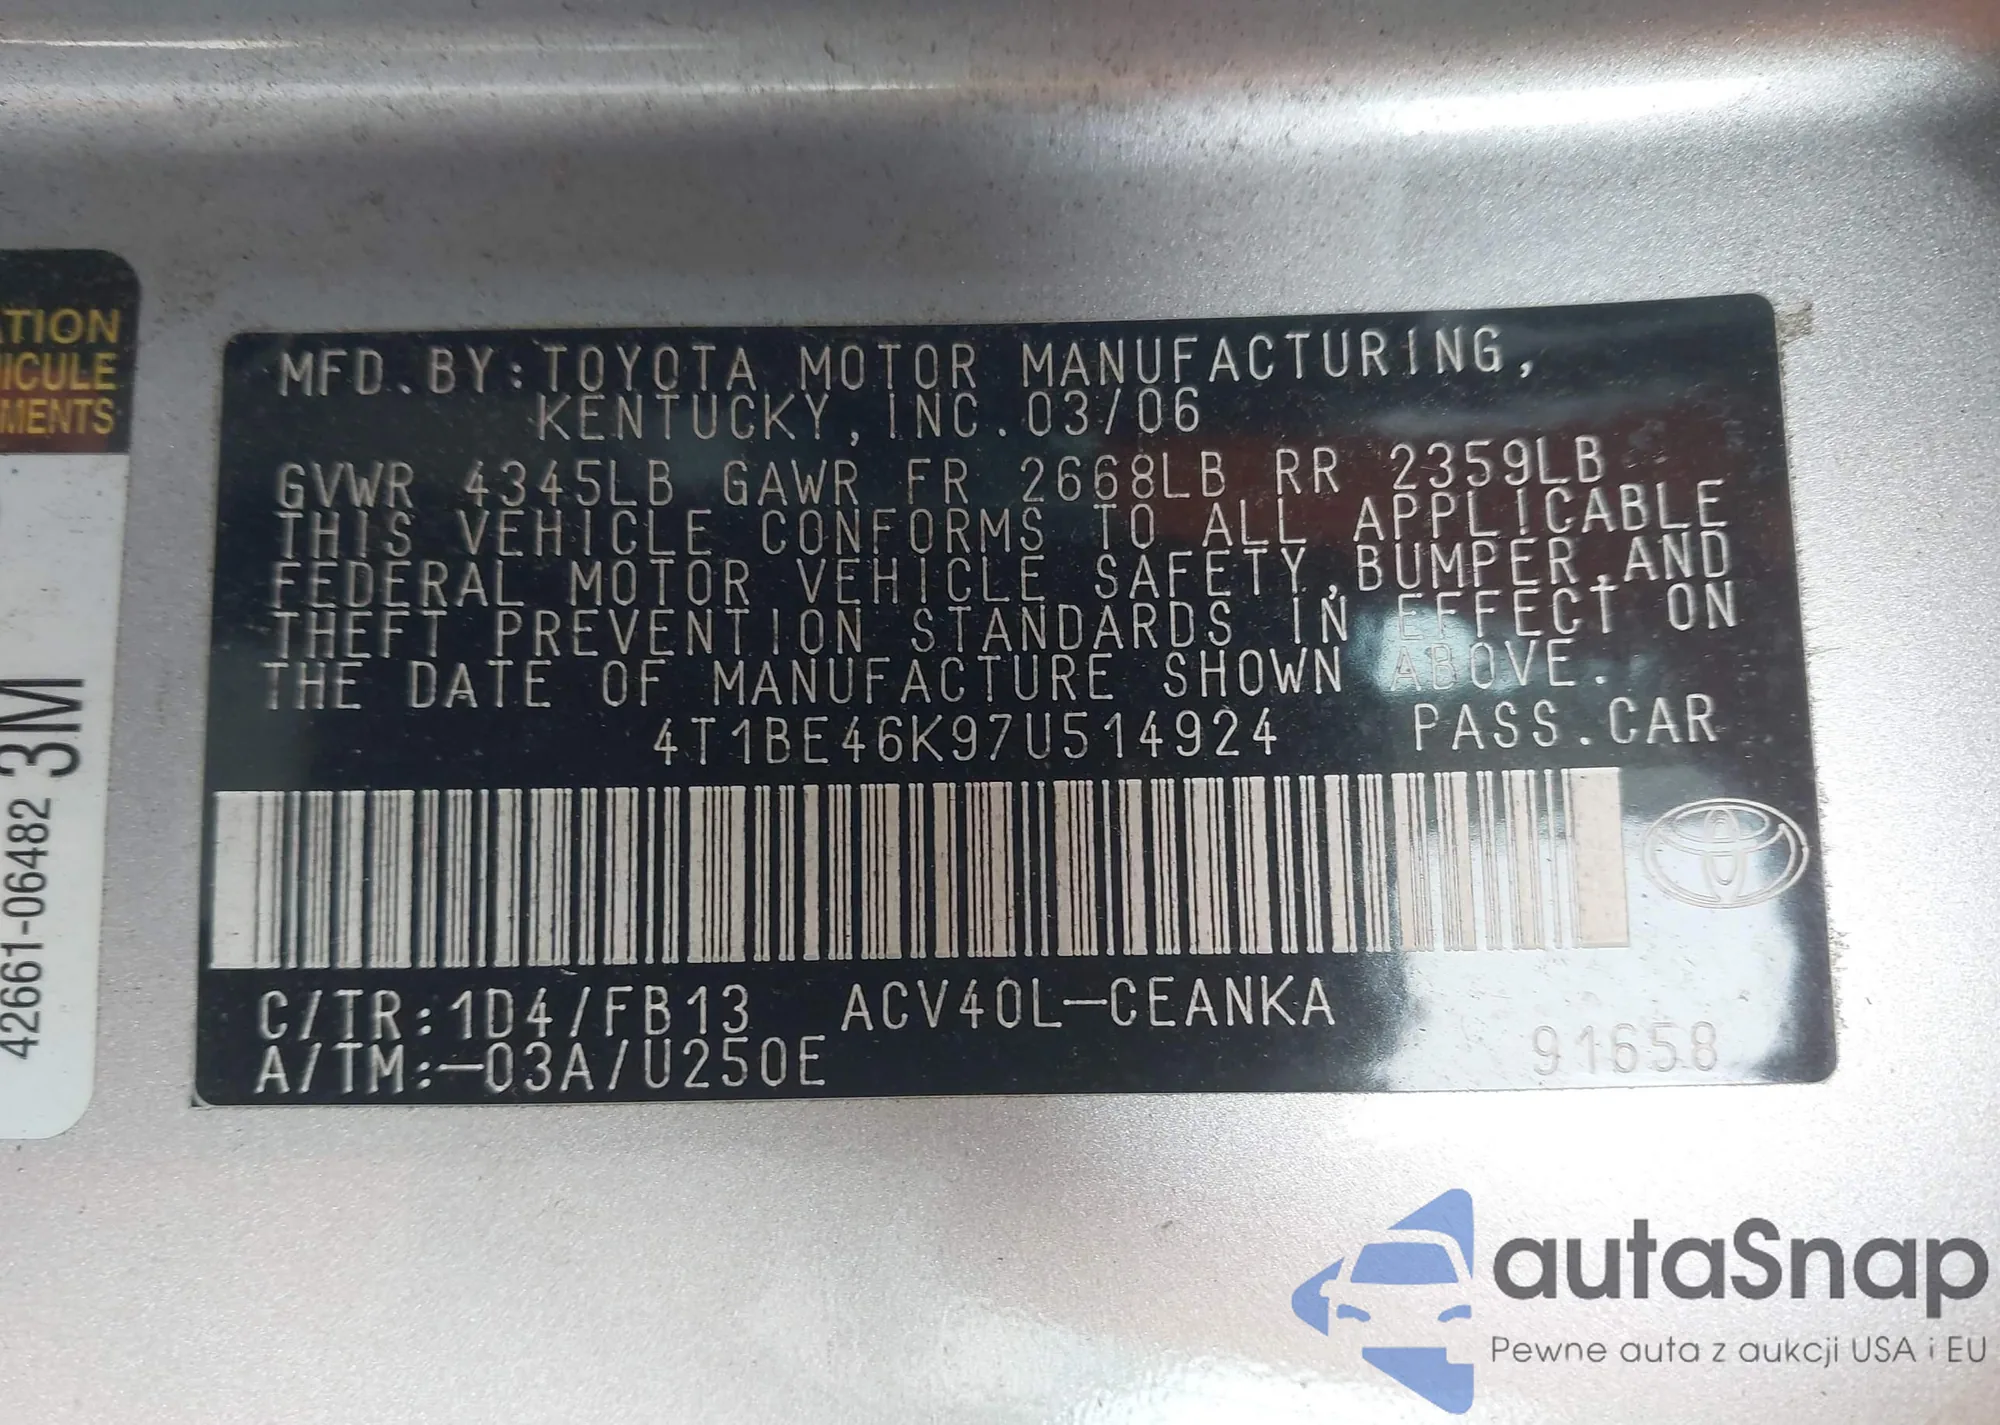 ATION
HICULE
MENTS
3M
42661-06482
MFD.BY:TOYOTA MOTOR MANUFACTURING,
KENTUCKY, INC.03/06
GVWR 4345LB GAWR FR 2668LB RR 2359LB
THIS VEHICLE CONFORMS TO ALL APPLICABLE
FEDERAL MOTOR VEHICLE SAFETY,BUMPER,AND
THEFT PREVENTION STANDARDS IN EFFECT ON
THE DATE OF MANUFACTURE SHOWN ABOVE.
4T1BE46K97U514924 PASS.CAR
C/TR:1D4/FB13 ACV40L-CEANKA
A/TM:-03A/U250E
91658
autaSnap
Pewne auta z aukcji USA i EU